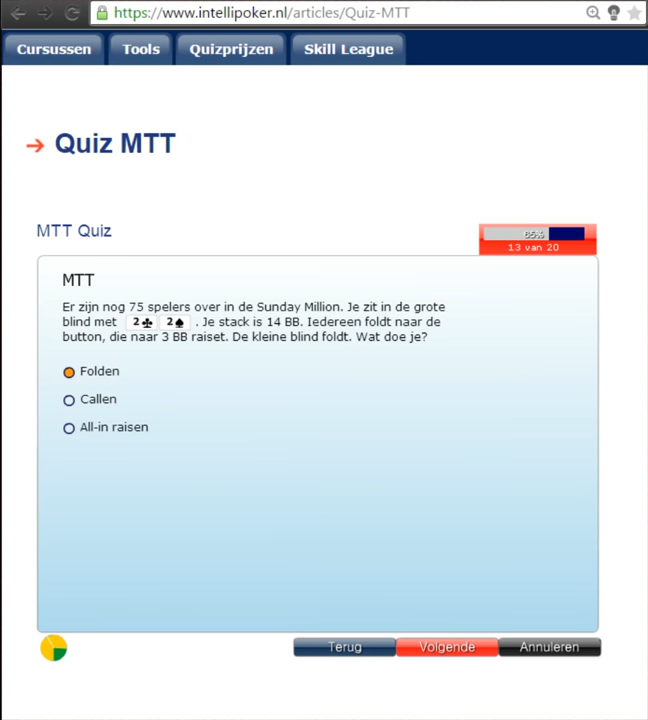 https://www.intellipoker.nl/articles/Quiz-MTT
Cursussen Tools Quizprijzen Skill League
Quiz MTT
MTT Quiz
65%
13 van 20
MTT
Er zijn nog 75 spelers over in de Sunday Million. Je zit in de grote
blind met 2♣ 2♠ . Je stack is 14 BB. Iedereen foldt naar de
button, die naar 3 BB raiset. De kleine blind foldt. Wat doe je?
Folden
Callen
All-in raisen
Terug Volgende Annuleren